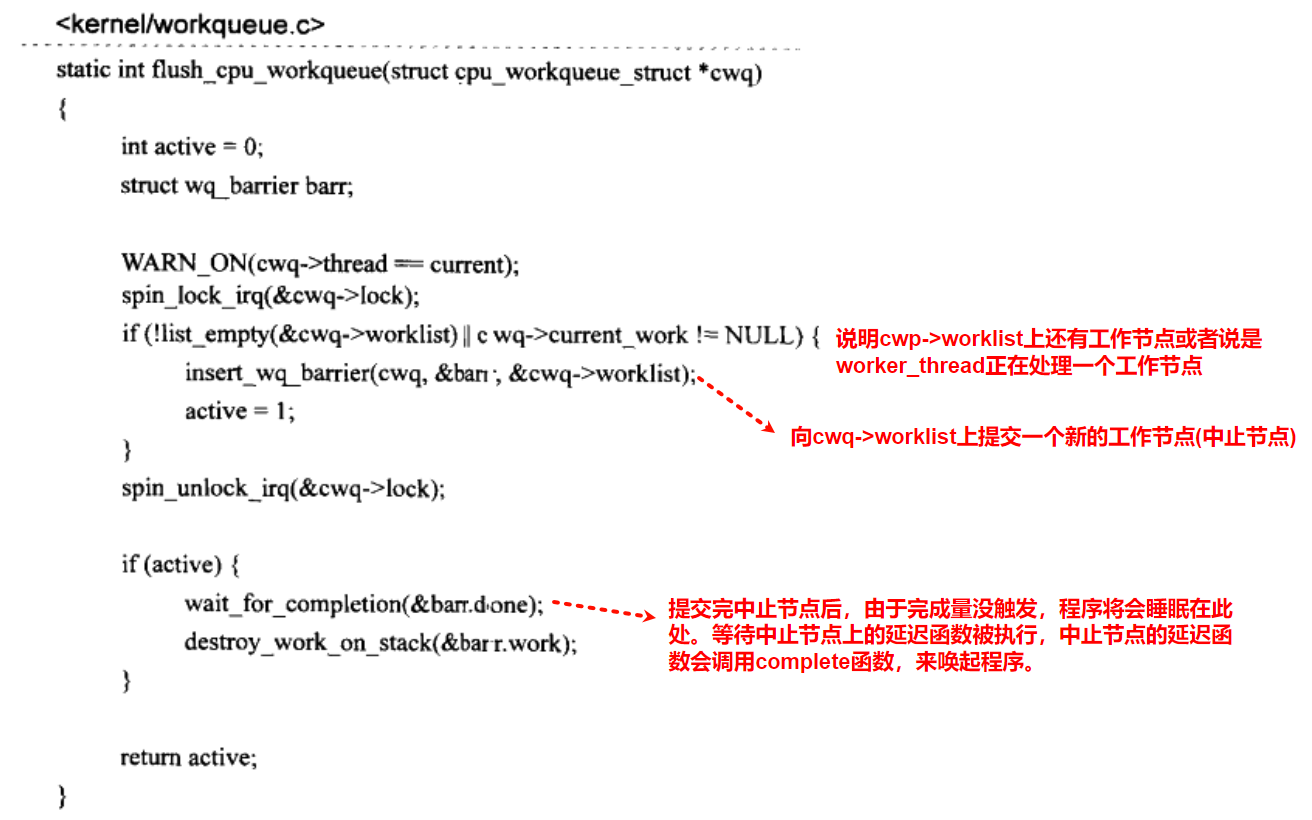 <kernel/workqueue.c>
static int flush_cpu_workqueue(struct cpu_workqueue_struct *cwq)
{
int active = 0;
struct wq_barrier barr;
WARN_ON(cwq->thread == current);
spin_lock_irq(&cwq->lock);
if (!list_empty(&cwq->worklist) || c wq->current_work != NULL) {
说明cwp->worklist上还有工作节点或者说是
worker_thread正在处理一个工作节点
insert_wq_barrier(cwq, &barr, &cwq->worklist);
active = 1;
向cwq->worklist上提交一个新的工作节点(中止节点)
}
spin_unlock_irq(&cwq->lock);
if (active) {
wait_for_completion(&barr.done);
提交完中止节点后，由于完成量没触发，程序将会睡眠在此
处。等待中止节点上的延迟函数被执行，中止节点的延迟函
数会调用complete函数，来唤起程序。
destroy_work_on_stack(&barr.work);
}
return active;
}